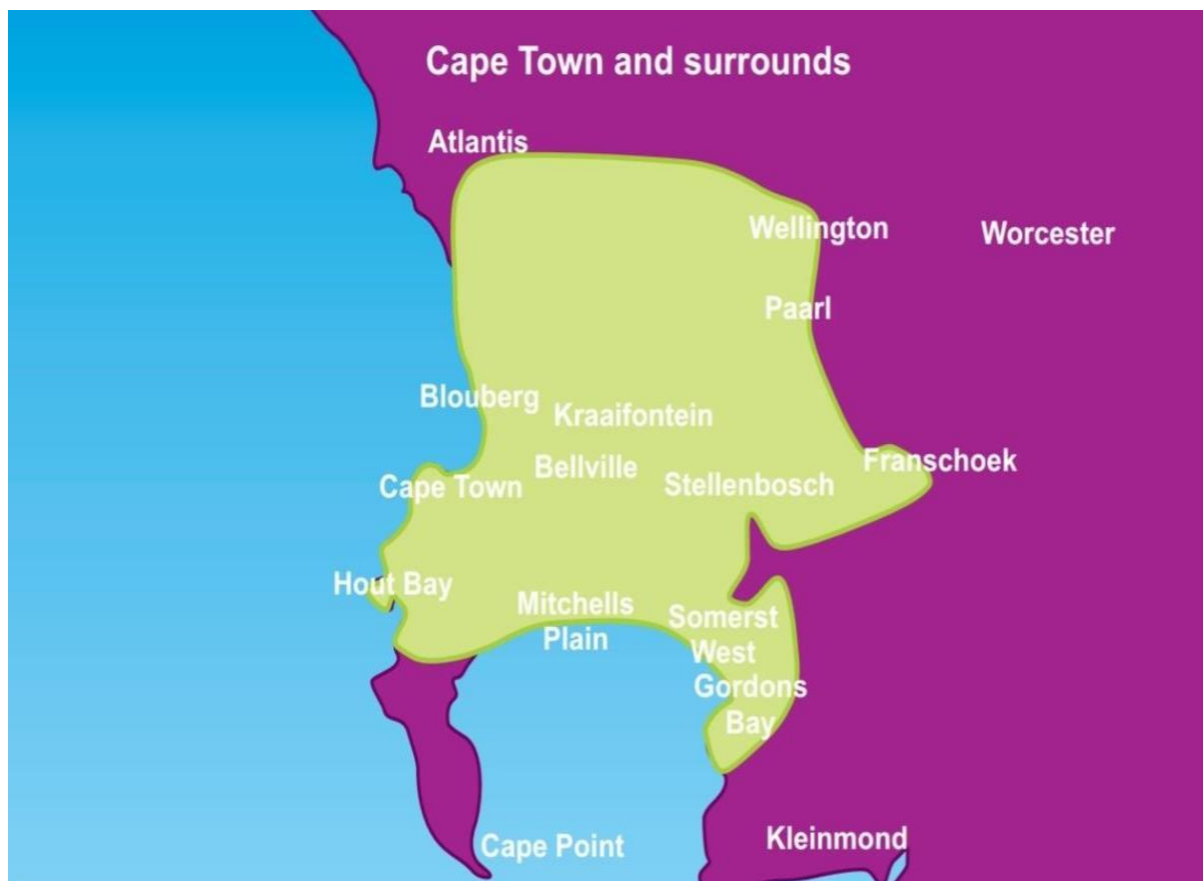 Cape Town and surrounds
Atlantis
Wellington
Worcester
Paarl
Blouberg
Kraaifontein
Franschoek
Bellville
Stellenbosch
Cape Town
Hout Bay
Mitchells
Plain
Somerst
West
Gordons
Bay
Cape Point
Kleinmond